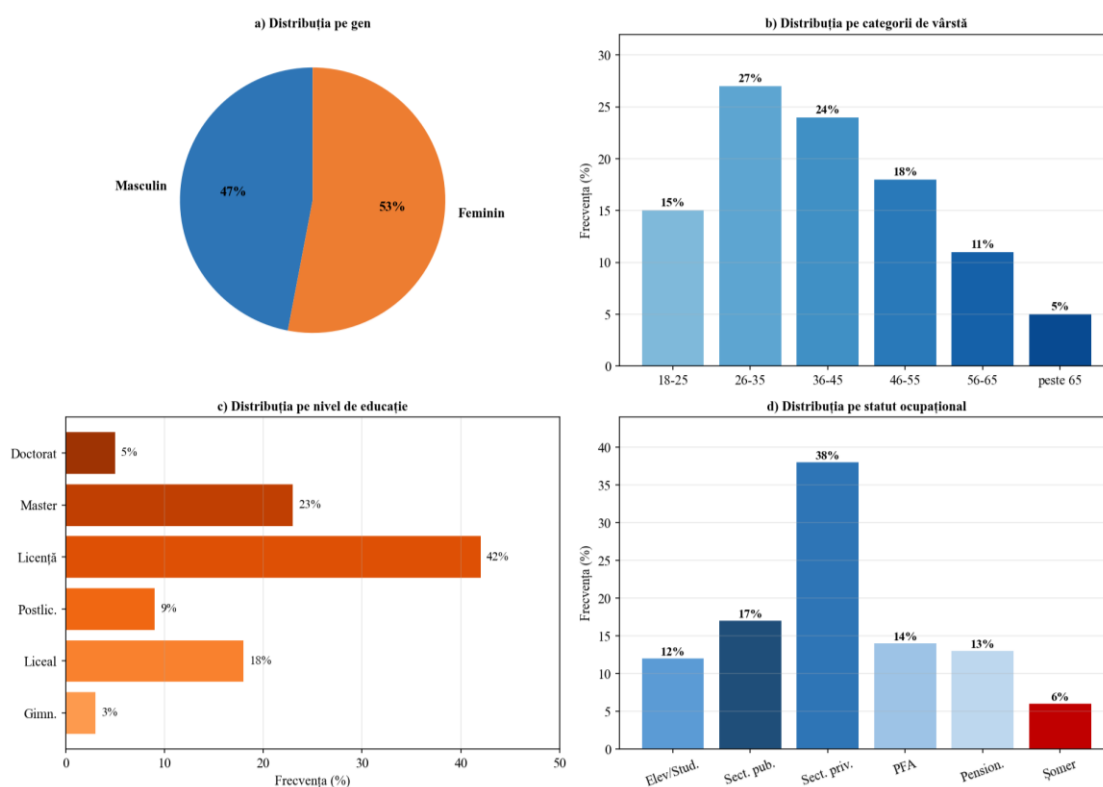 a) Distribuția pe gen
Masculin
47%
53%
Feminin
b) Distribuția pe categorii de vârstă
Frecvența (%)
30
25
20
15
10
5
0
15%
27%
24%
18%
11%
5%
18-25
26-35
36-45
46-55
56-65
peste 65
c) Distribuția pe nivel de educație
Doctorat
5%
Master
23%
Licență
42%
Postlic.
9%
Liceal
18%
Gimn.
3%
0
10
20
30
40
50
Frecvența (%)
d) Distribuția pe statut ocupațional
Frecvența (%)
40
35
30
25
20
15
10
5
0
12%
17%
38%
14%
13%
6%
Elev/Stud.
Sect. pub.
Sect. priv.
PFA
Pension.
Șomer